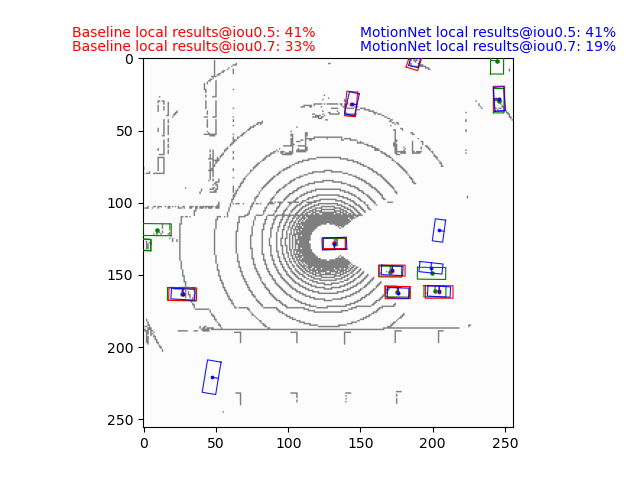 Baseline local results@iou0.5: 41% MotionNet local results@iou0.5: 41%
Baseline local results@iou0.7: 33% MotionNet local results@iou0.7: 19%
0
50
100
150
200
250
0 50 100 150 200 250